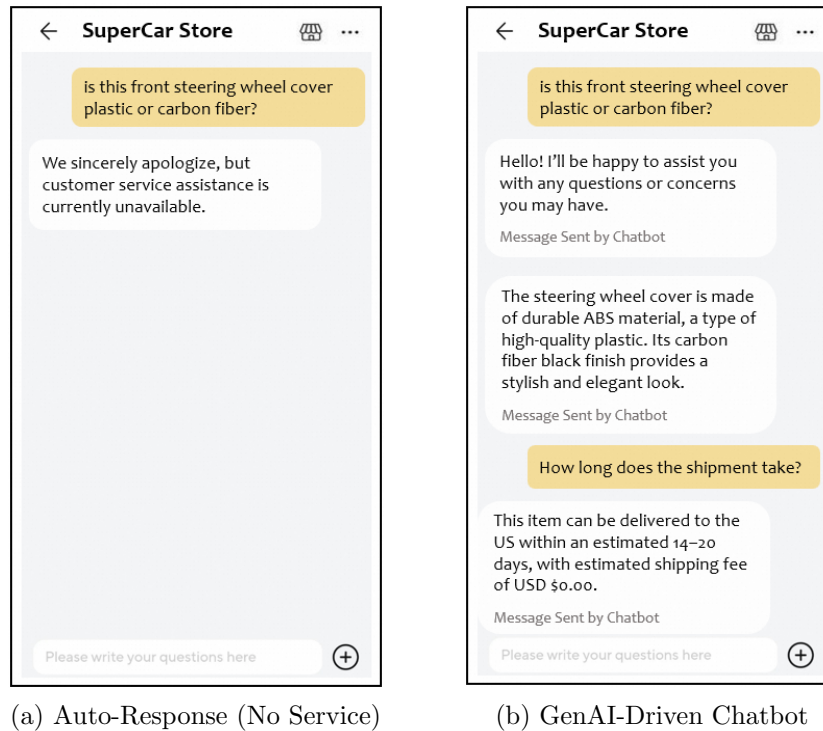 SuperCar Store
is this front steering wheel cover
plastic or carbon fiber?
We sincerely apologize, but
customer service assistance is
currently unavailable.
Please write your questions here
(a) Auto-Response (No Service)
SuperCar Store
is this front steering wheel cover
plastic or carbon fiber?
Hello! I'll be happy to assist you
with any questions or concerns
you may have.
Message Sent by Chatbot
The steering wheel cover is made
of durable ABS material, a type of
high-quality plastic. Its carbon
fiber black finish provides a
stylish and elegant look.
Message Sent by Chatbot
How long does the shipment take?
This item can be delivered to the
US within an estimated 14–20
days, with estimated shipping fee
of USD $0.00.
Message Sent by Chatbot
Please write your questions here
(b) GenAI-Driven Chatbot